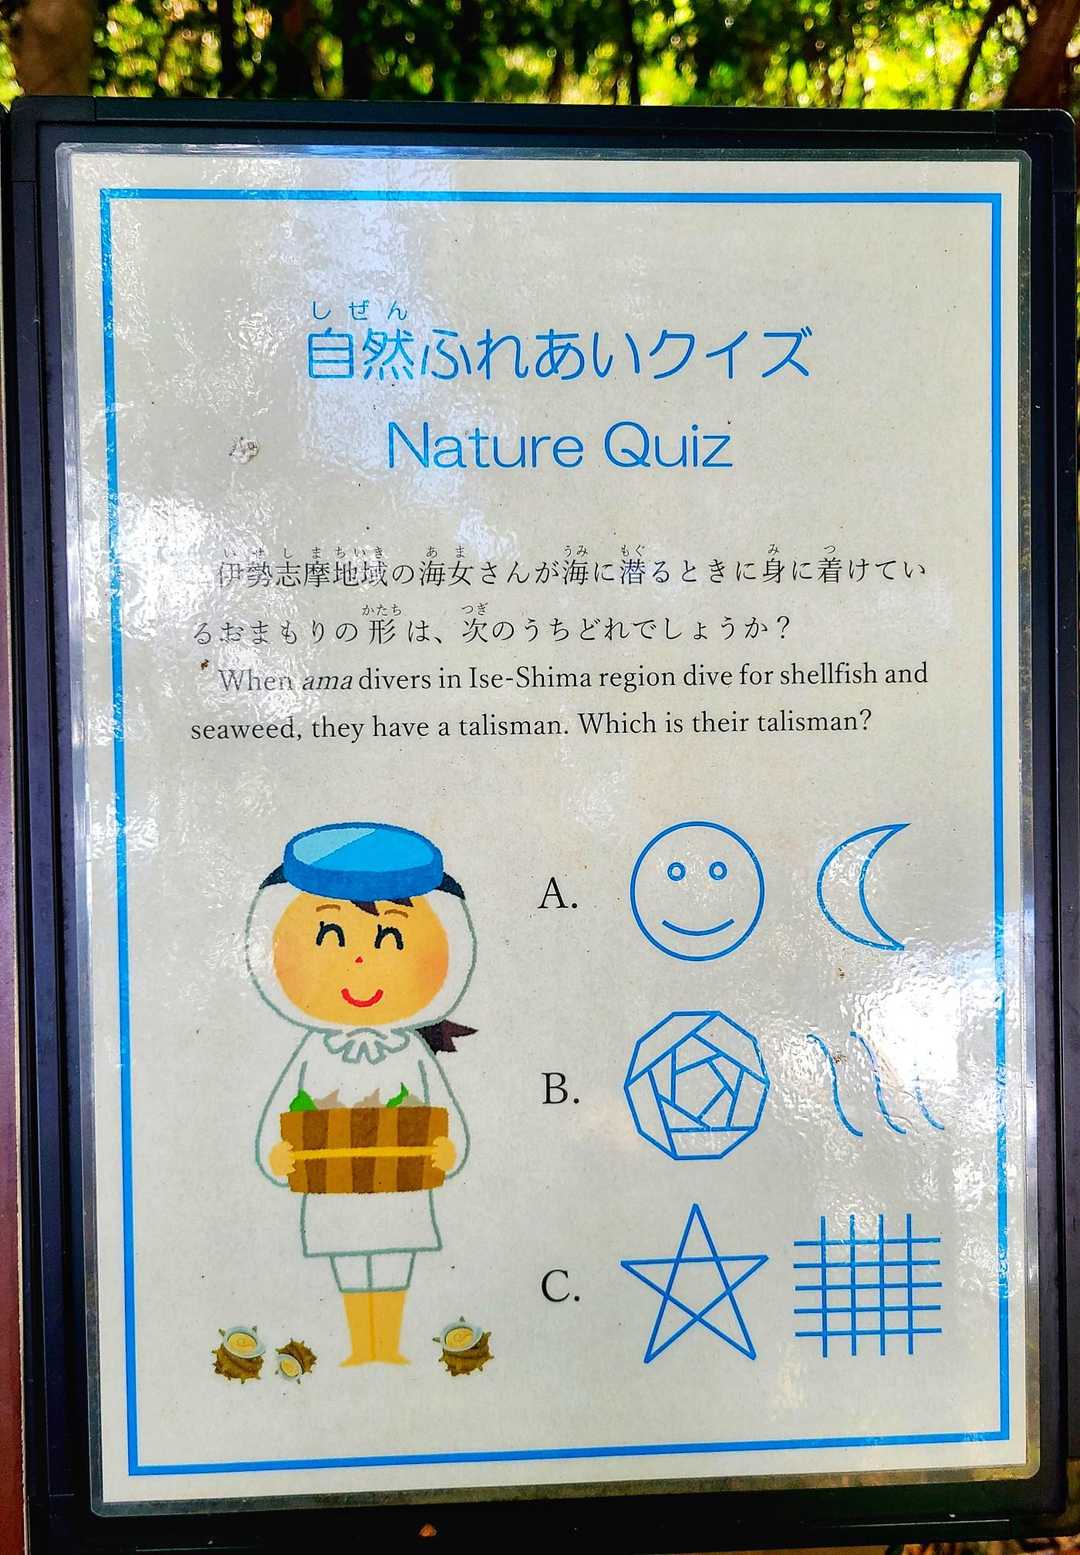 しぜん
自然ふれあいクイズ
Nature Quiz
いせしまちいき あま うみ もぐ み つ
伊勢志摩地域の海女さんが海に潜るときに身に着けてい
かたち つぎ
るおまもりの形は、次のうちどれでしょうか？
When ama divers in Ise-Shima region dive for shellfish and
seaweed, they have a talisman. Which is their talisman?
A.
B.
C.